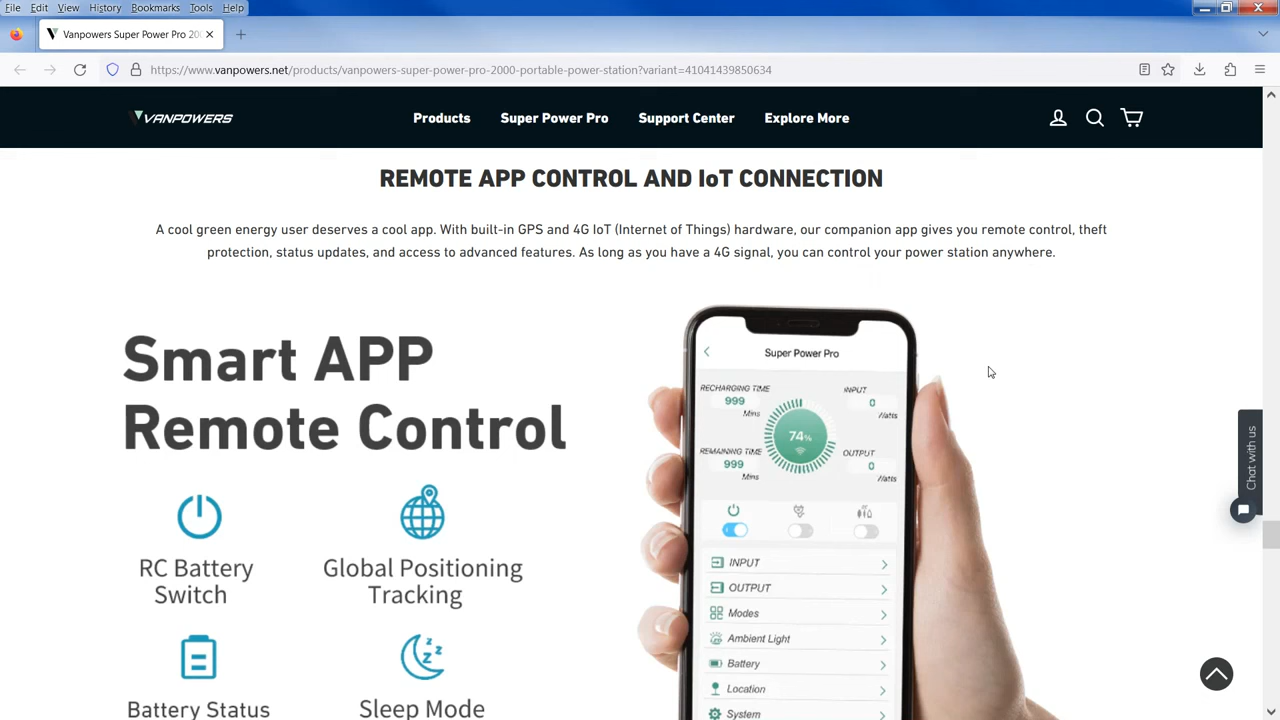 File Edit View History Bookmarks Tools Help
Vanpowers Super Power Pro 200
https://www.vanpowers.net/products/vanpowers-super-power-pro-2000-portable-power-station?variant=41041439850634
VANPOWERS
Products Super Power Pro Support Center Explore More
REMOTE APP CONTROL AND IoT CONNECTION
A cool green energy user deserves a cool app. With built-in GPS and 4G IoT (Internet of Things) hardware, our companion app gives you remote control, theft
protection, status updates, and access to advanced features. As long as you have a 4G signal, you can control your power station anywhere.
Smart APP
Remote Control
RC Battery
Switch
Global Positioning
Tracking
Battery Status
Sleep Mode
Super Power Pro
RECHARGING TIME
999
Mins
INPUT
0
Watts
74%
REMAINING TIME
999
Mins
OUTPUT
0
Watts
INPUT
OUTPUT
Modes
Ambient Light
Battery
Location
System
Chat with us